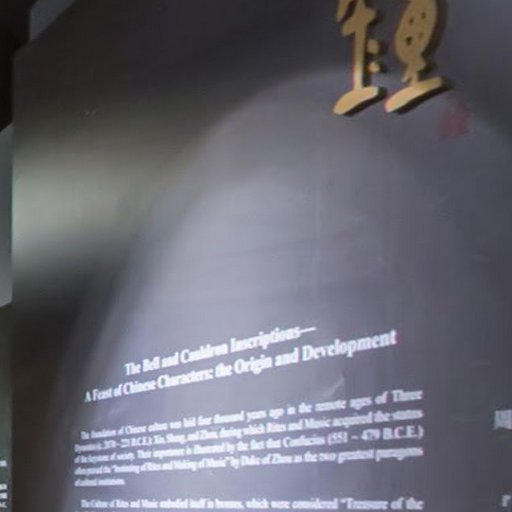 鍾
The Bell and Cauldron Inscriptions—
A Feast of Chinese Characters: the Origin and Development
The foundation of Chinese culture was laid four thousand years ago in the remote ages of Three
Dynasties(c. 2070 ~ 221 B.C.E.): Xia, Shang, and Zhou, during which Rites and Music acquired the status
of the keystone of society. Their importance is illustrated by the fact that Confucius (551 ~ 479 B.C.E.)
often praised the "Instituting of Rites and Making of Music" by Duke of Zhou as the two greatest paragons
of cultural institutions.
The Culture of Rites and Music embodied itself in bronzes, which were considered "Treasure of the
周